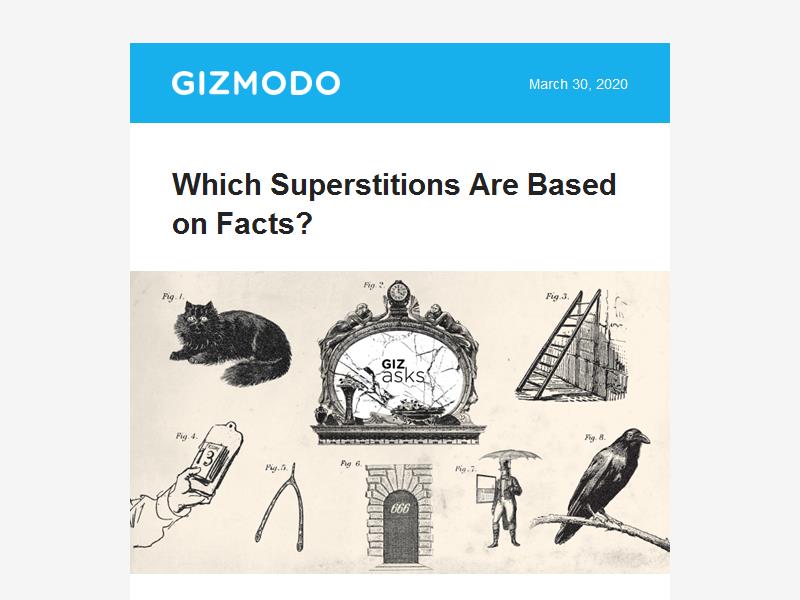 GIZMODO
March 30, 2020
Which Superstitions Are Based
on Facts?
Fig. 1.
Fig. 2.
Fig. 3.
GIZ
asks
Fig. 4.
13
Fig. 5.
Fig. 6.
666
Fig. 7.
Fig. 8.